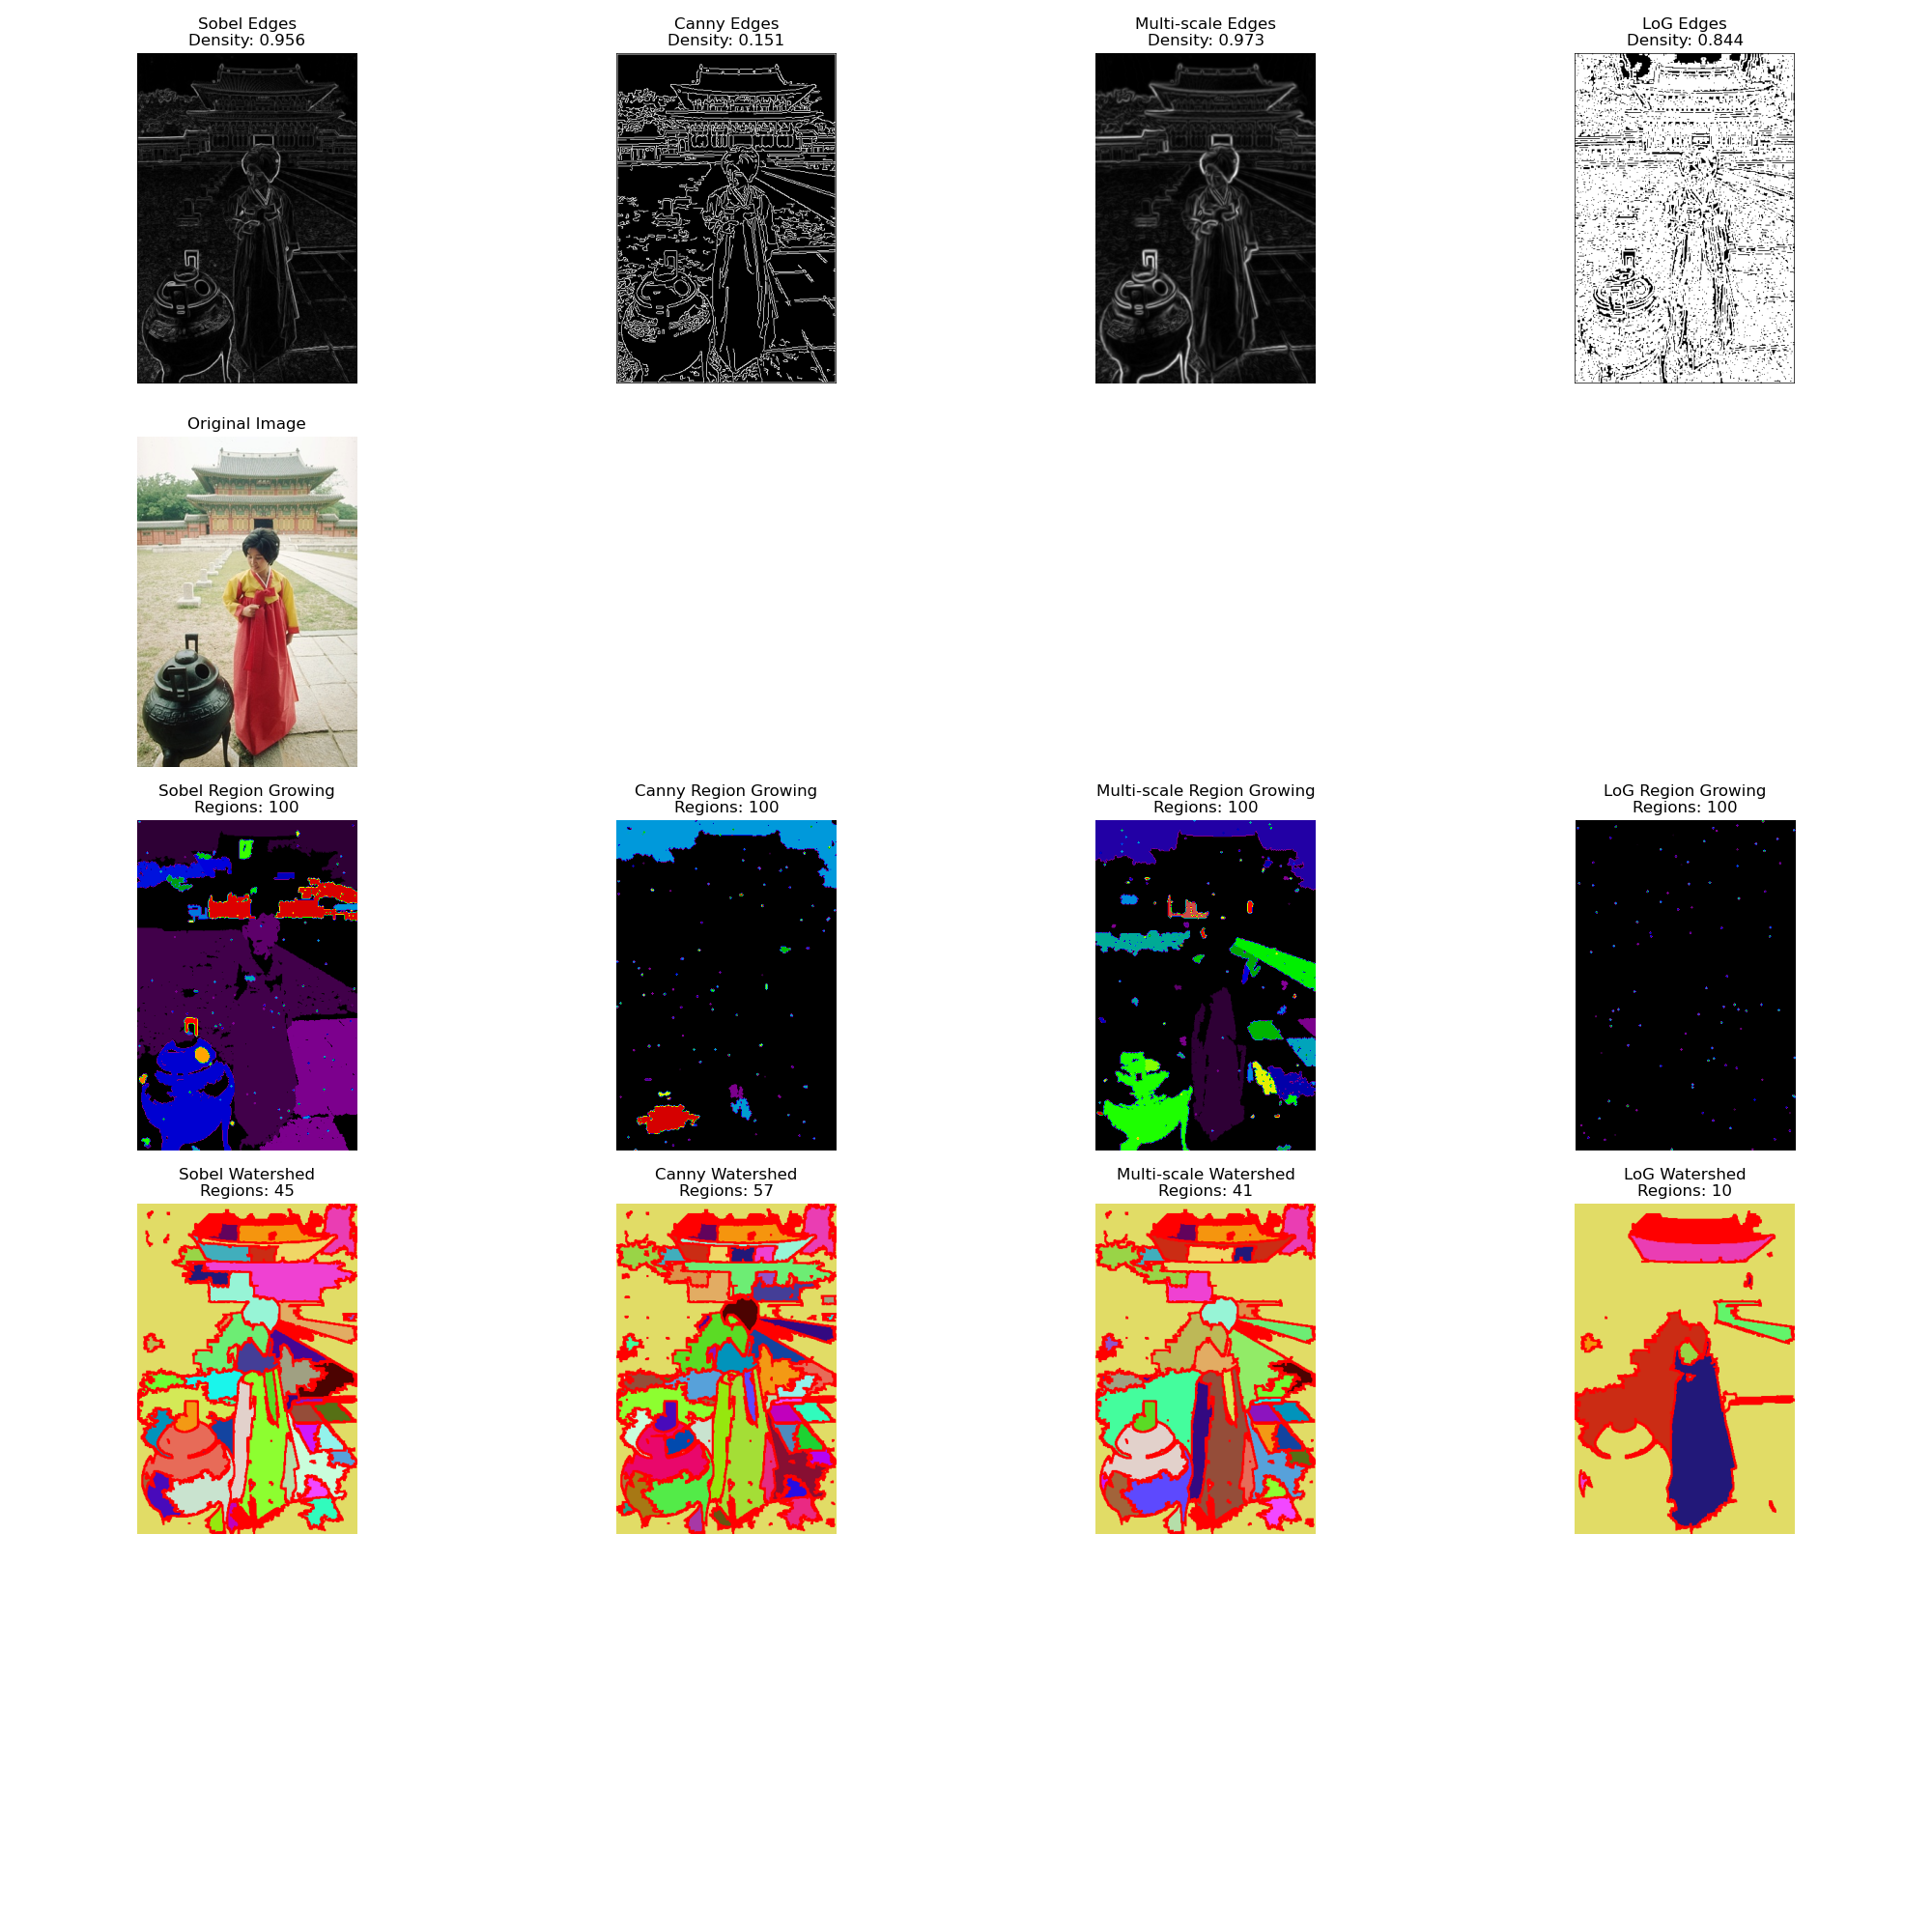 Sobel Edges
Density: 0.956
Canny Edges
Density: 0.151
Multi-scale Edges
Density: 0.973
LoG Edges
Density: 0.844
Original Image
Sobel Region Growing
Regions: 100
Canny Region Growing
Regions: 100
Multi-scale Region Growing
Regions: 100
LoG Region Growing
Regions: 100
Sobel Watershed
Regions: 45
Canny Watershed
Regions: 57
Multi-scale Watershed
Regions: 41
LoG Watershed
Regions: 10